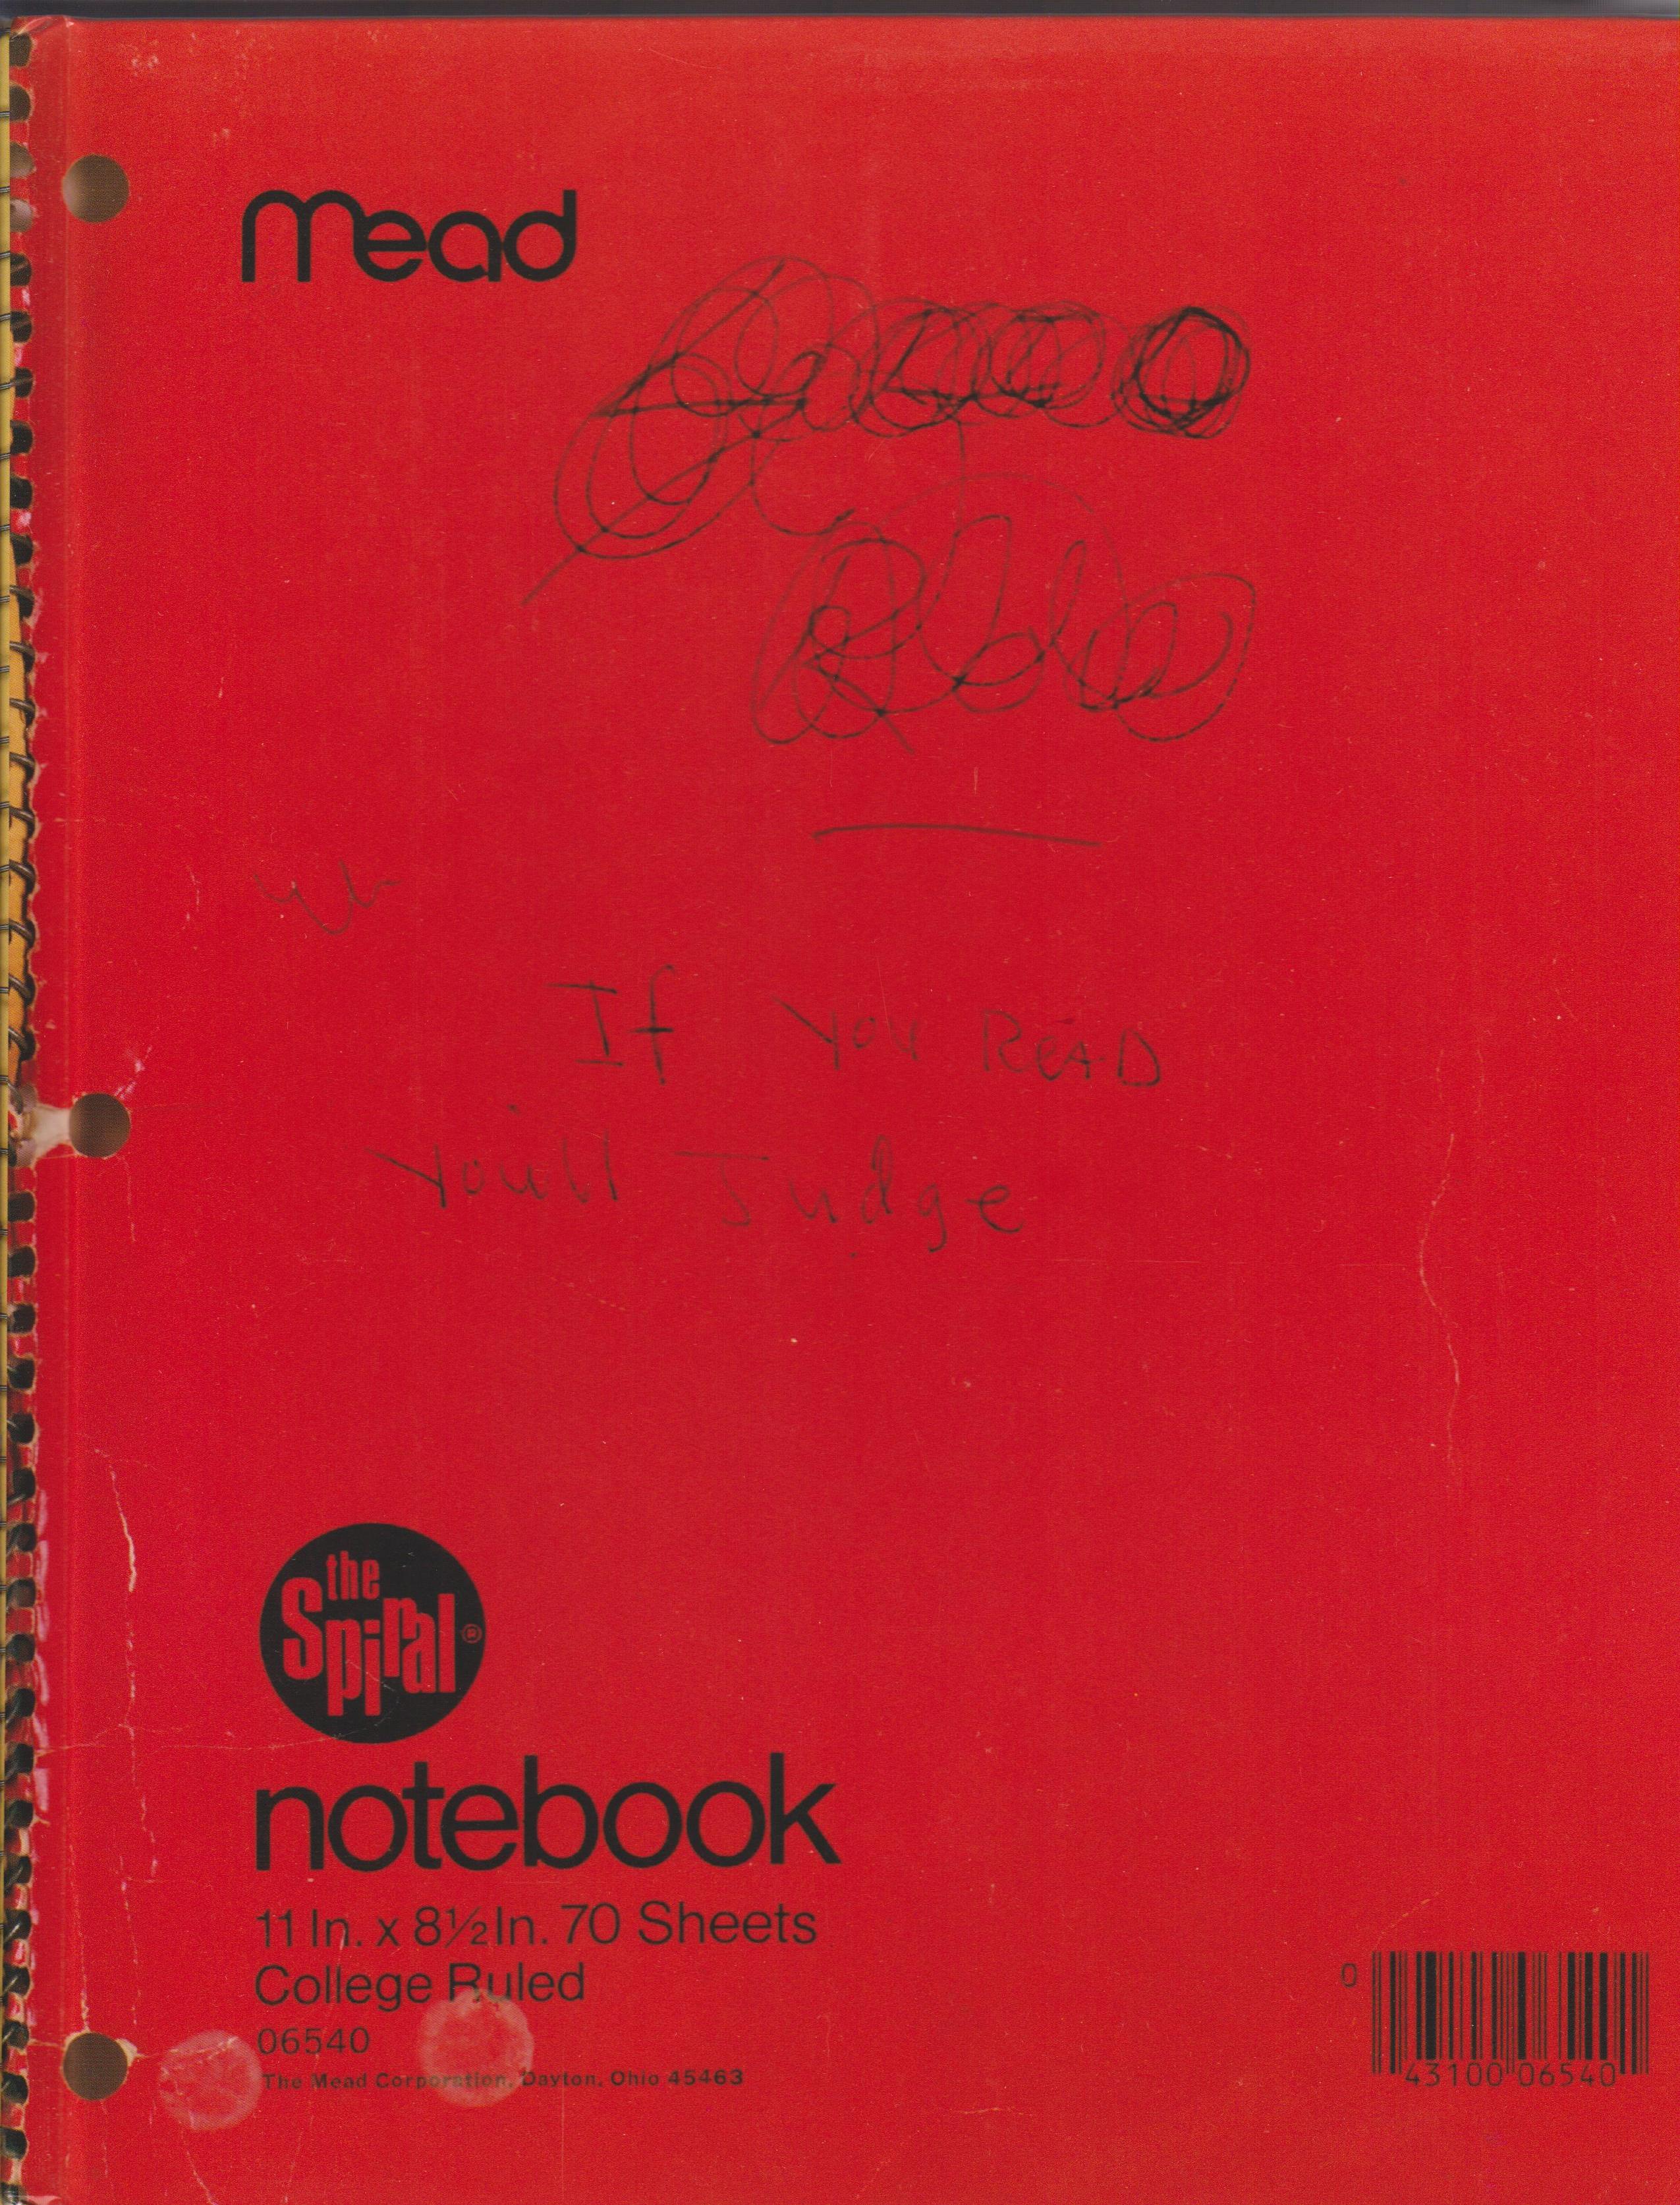 mead
If you READ
You'll Judge
the
Spiral®
notebook
11 In. x 8½ In. 70 Sheets
College Ruled
06540
The Mead Corporation, Dayton, Ohio 45463
0
43100 06540